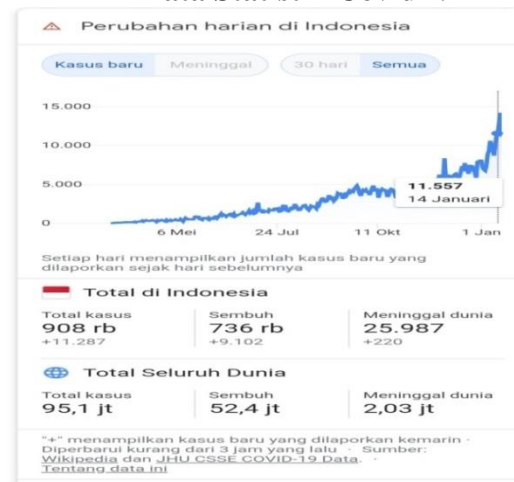 Perubahan harian di Indonesia
Kasus baru Meninggal 30 hari Semua
15.000
10.000
5.000
11.557
14 Januari
0
6 Mei 24 Jul 11 Okt 1 Jan
Setiap hari menampilkan jumlah kasus baru yang
dilaporkan sejak hari sebelumnya
Total di Indonesia
Total kasus Sembuh Meninggal dunia
908 rb 736 rb 25.987
+11.287 +9.102 +220
Total Seluruh Dunia
Total kasus Sembuh Meninggal dunia
95,1 jt 52,4 jt 2,03 jt
"+" menampilkan kasus baru yang dilaporkan kemarin ·
Diperbarui kurang dari 3 jam yang lalu · Sumber:
Wikipedia dan JHU CSSE COVID-19 Data. ·
Tentang data ini